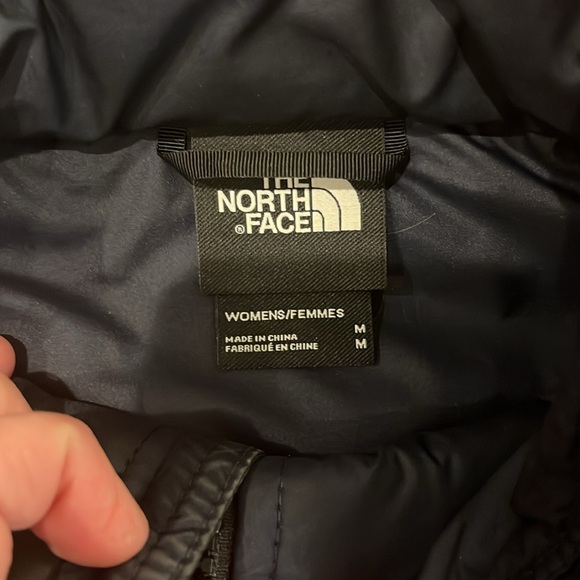 THE
NORTH
®FACE
WOMENS/FEMMES
M
MADE IN CHINA
FABRIQUÉ EN CHINE
M